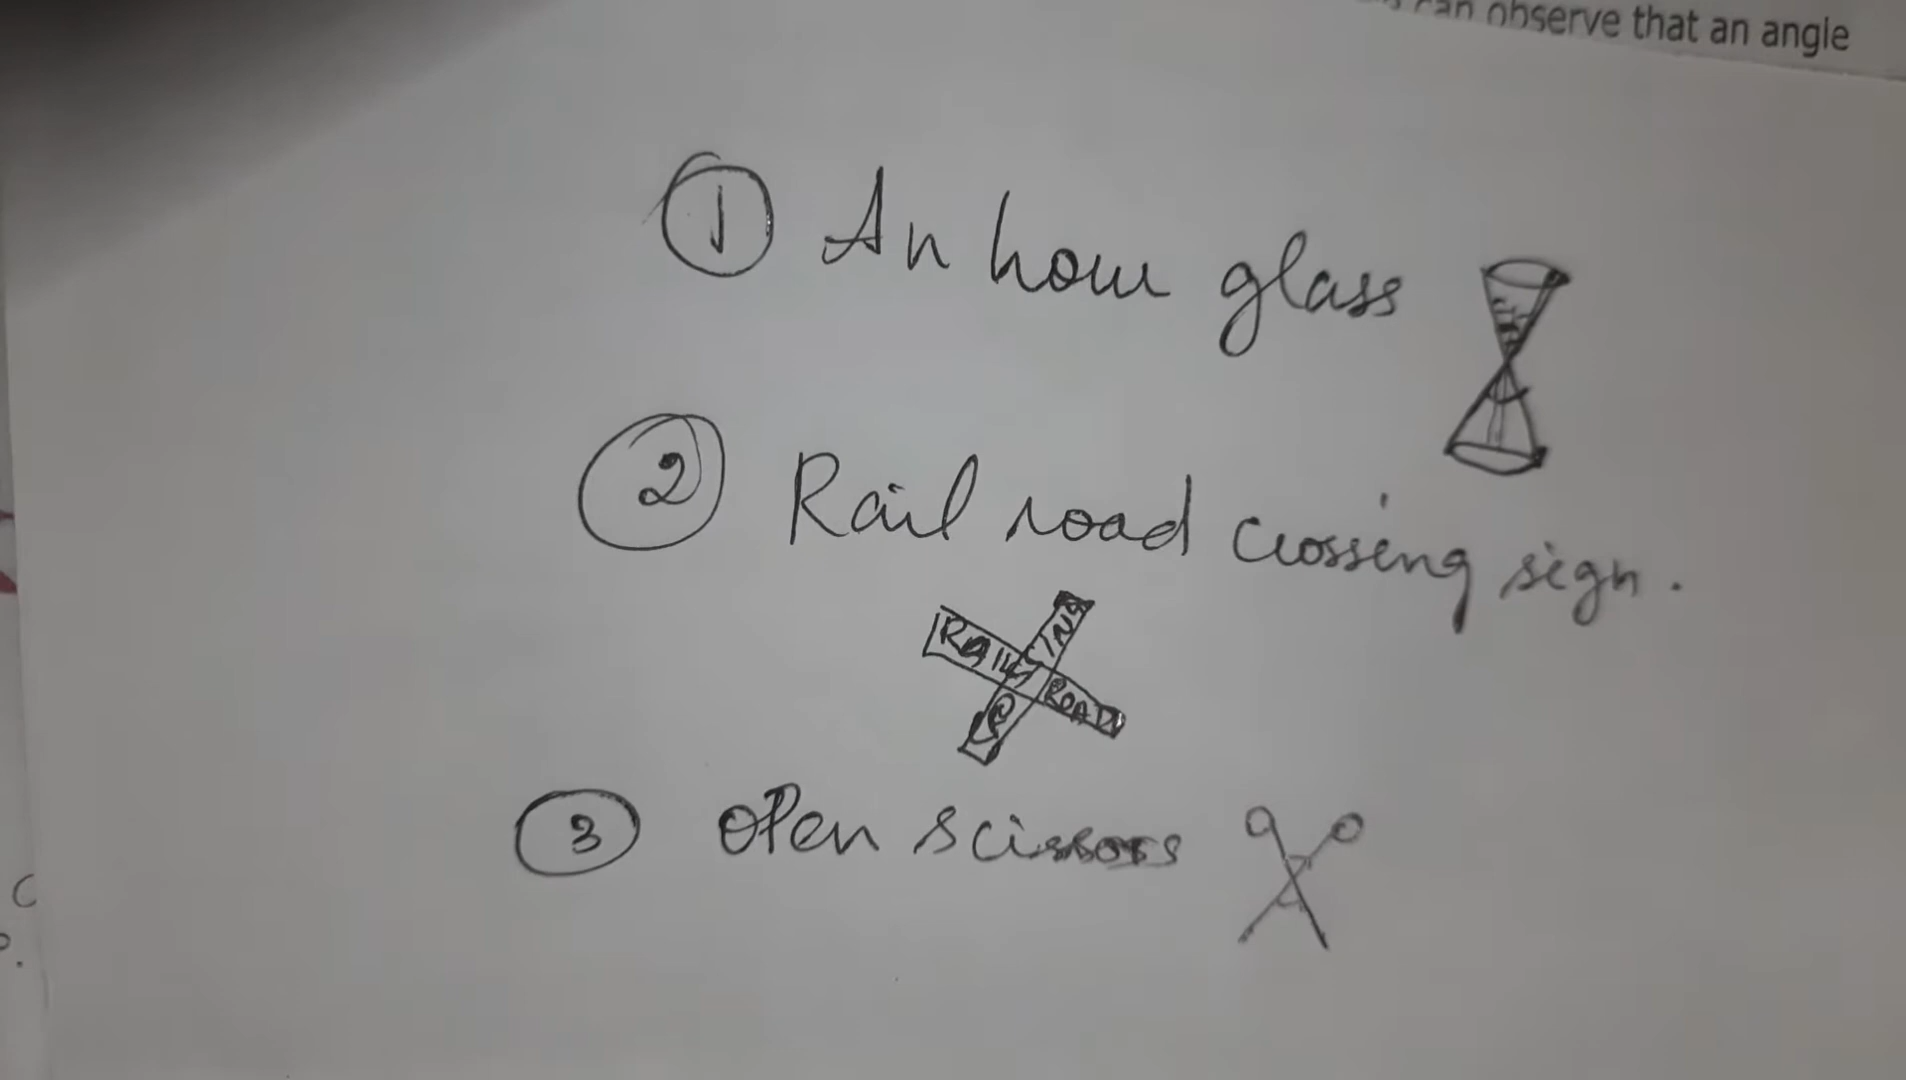 can observe that an angle
① An hour glass
② Rail road crossing sign.
RAIL ROAD
③ open scissors
C